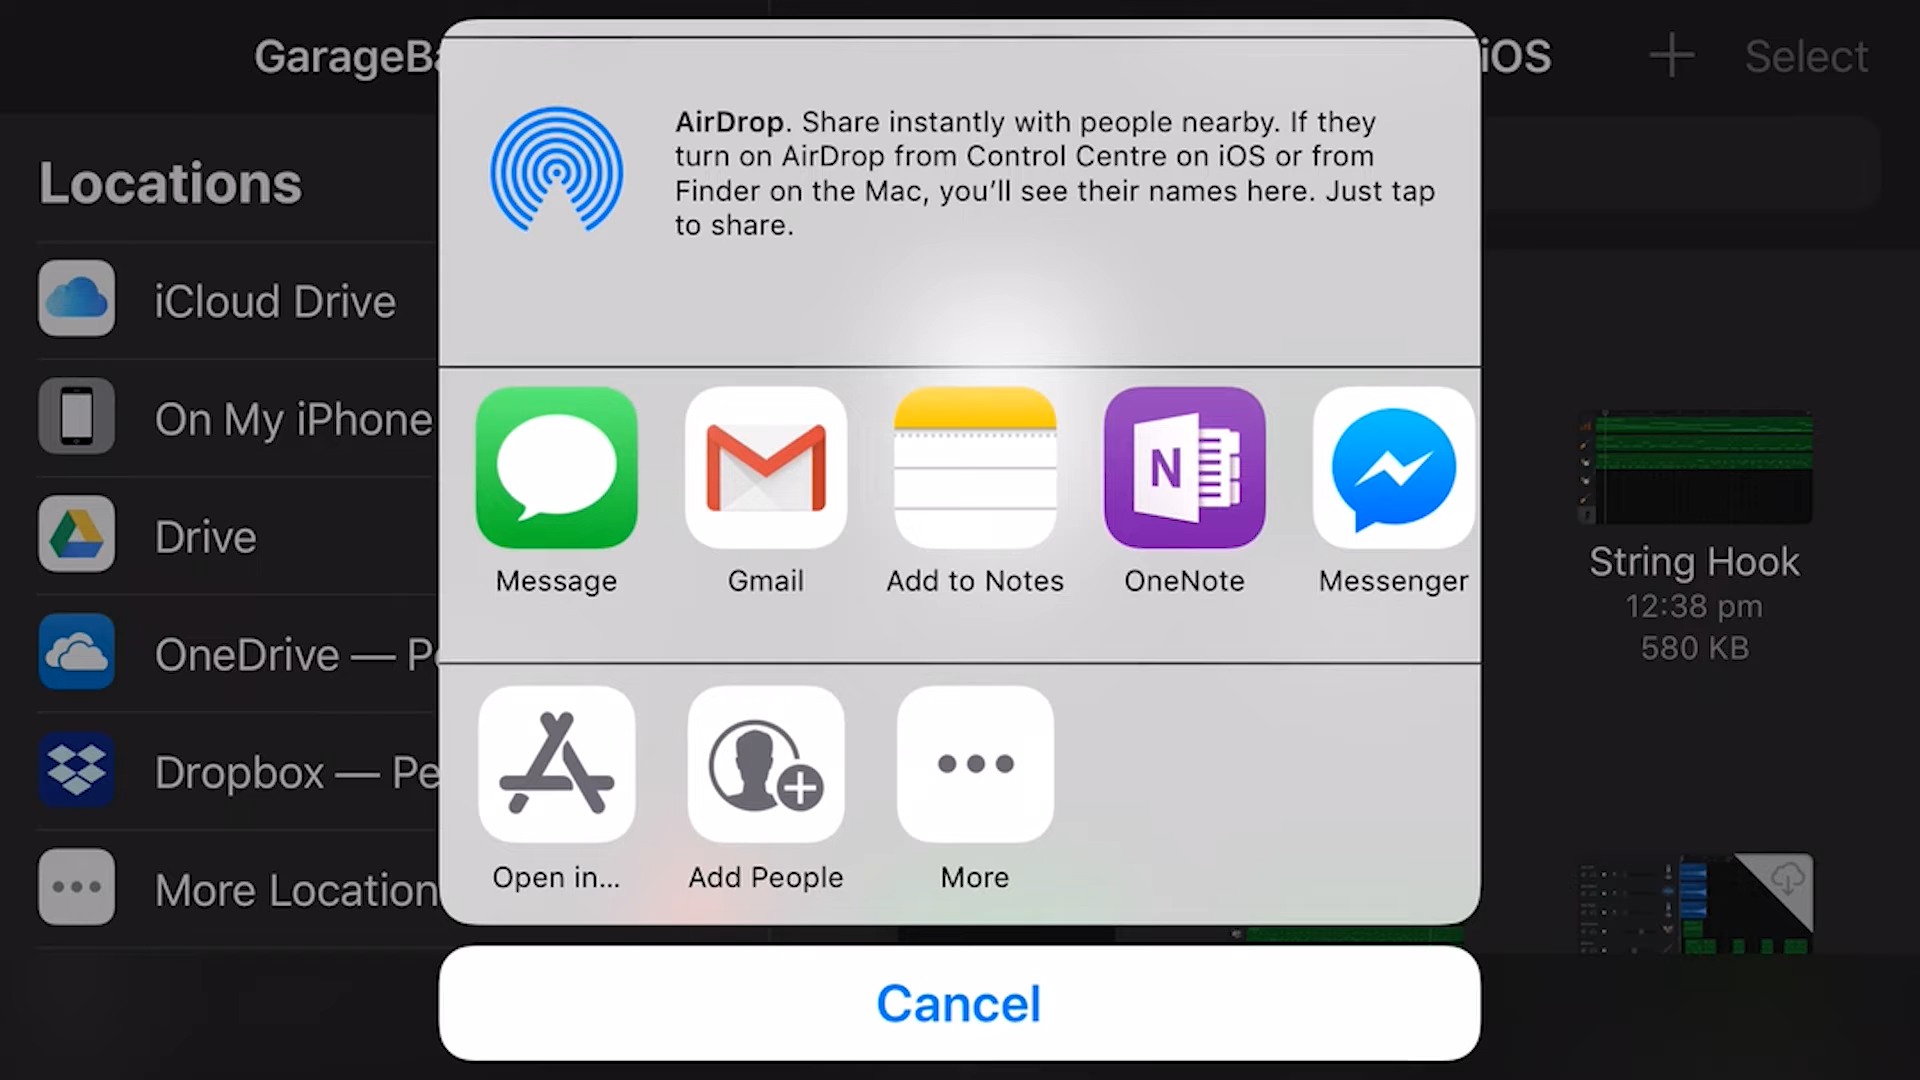 GarageBa
iOS
Select
Locations
iCloud Drive
On My iPhone
Drive
OneDrive — Pe
Dropbox — Pe
More Location
AirDrop. Share instantly with people nearby. If they
turn on AirDrop from Control Centre on iOS or from
Finder on the Mac, you’ll see their names here. Just tap
to share.
Message
Gmail
Add to Notes
N
OneNote
Messenger
Open in...
Add People
More
Cancel
String Hook
12:38 pm
580 KB